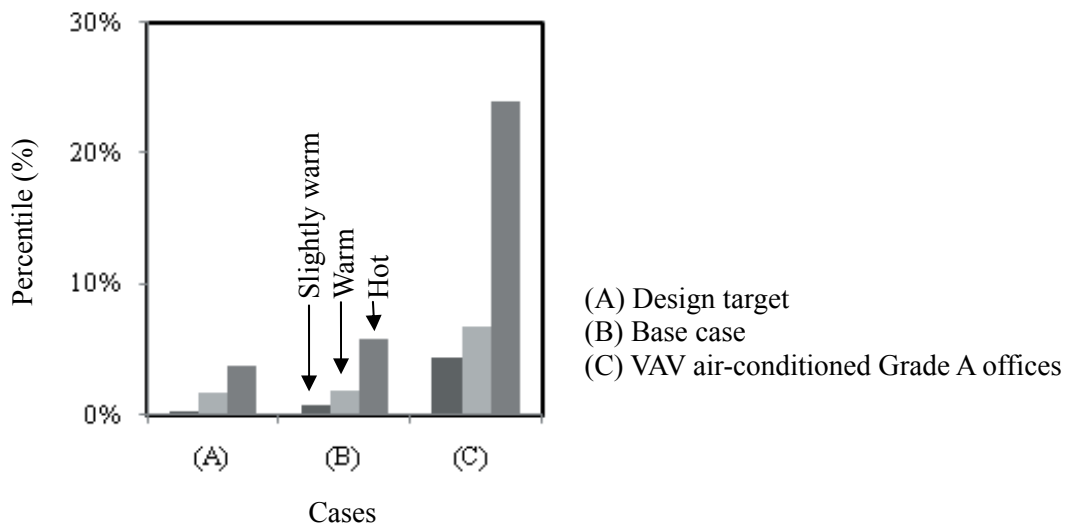 30%
20%
10%
0%
Percentile (%)
Slightly warm
Warm
Hot
(A)
(B)
(C)
Cases
(A) Design target
(B) Base case
(C) VAV air-conditioned Grade A offices